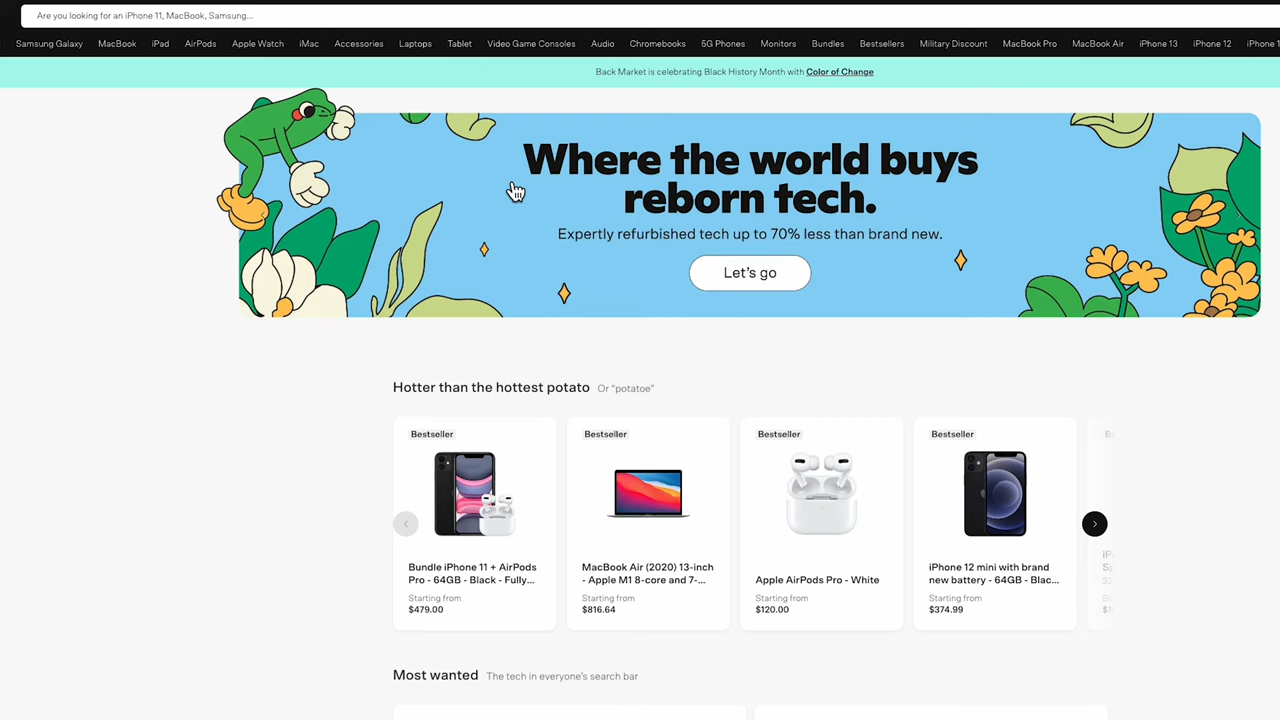 Are you looking for an iPhone 11, MacBook, Samsung...
Samsung Galaxy MacBook iPad AirPods Apple Watch iMac Accessories Laptops Tablet Video Game Consoles Audio Chromebooks 5G Phones Monitors Bundles Bestsellers Military Discount MacBook Pro MacBook Air iPhone 13 iPhone 12 iPhone 1
Back Market is celebrating Black History Month with Color of Change
Where the world buys
reborn tech.
Expertly refurbished tech up to 70% less than brand new.
Let's go
Hotter than the hottest potato Or "potatoe"
Bestseller
Bundle iPhone 11 + AirPods
Pro - 64GB - Black - Fully...
Starting from
$479.00
Bestseller
MacBook Air (2020) 13-inch
- Apple M1 8-core and 7-...
Starting from
$816.64
Bestseller
Apple AirPods Pro - White
Starting from
$120.00
Bestseller
iPhone 12 mini with brand
new battery - 64GB - Blac...
Starting from
$374.99
Most wanted The tech in everyone's search bar